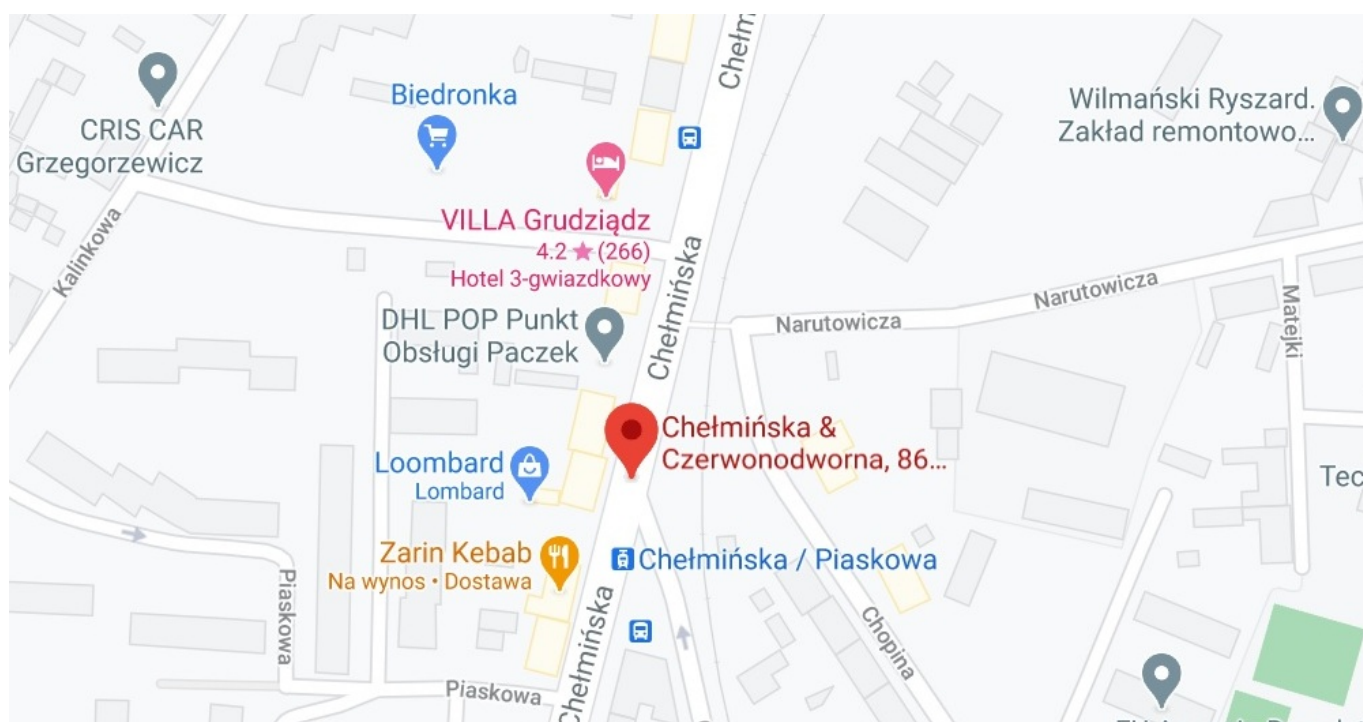 Chełmińska
Biedronka
CRIS CAR
Grzegorzewicz
Wilmański Ryszard.
Zakład remontowo...
VILLA Grudziądz
4.2 ★ (266)
Hotel 3-gwiazdkowy
Kalinkowa
Chełmińska
Narutowicza
Narutowicza
Matejki
DHL POP Punkt
Obsługi Paczek
Chełmińska &
Czerwonodworna, 86...
Loombard
Lombard
Tec
Zarin Kebab
Na wynos • Dostawa
Chełmińska / Piaskowa
Piaskowa
Chełmińska
Chopina
Piaskowa